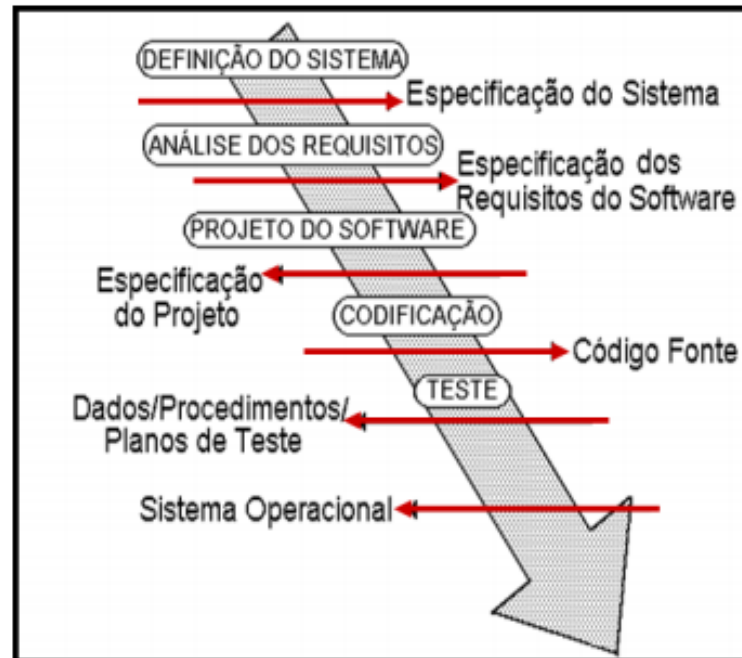 DEFINIÇÃO DO SISTEMA
Especificação do Sistema
ANÁLISE DOS REQUISITOS
Especificação dos
Requisitos do Software
PROJETO DO SOFTWARE
Especificação
do Projeto
CODIFICAÇÃO
Código Fonte
TESTE
Dados/Procedimentos/
Planos de Teste
Sistema Operacional